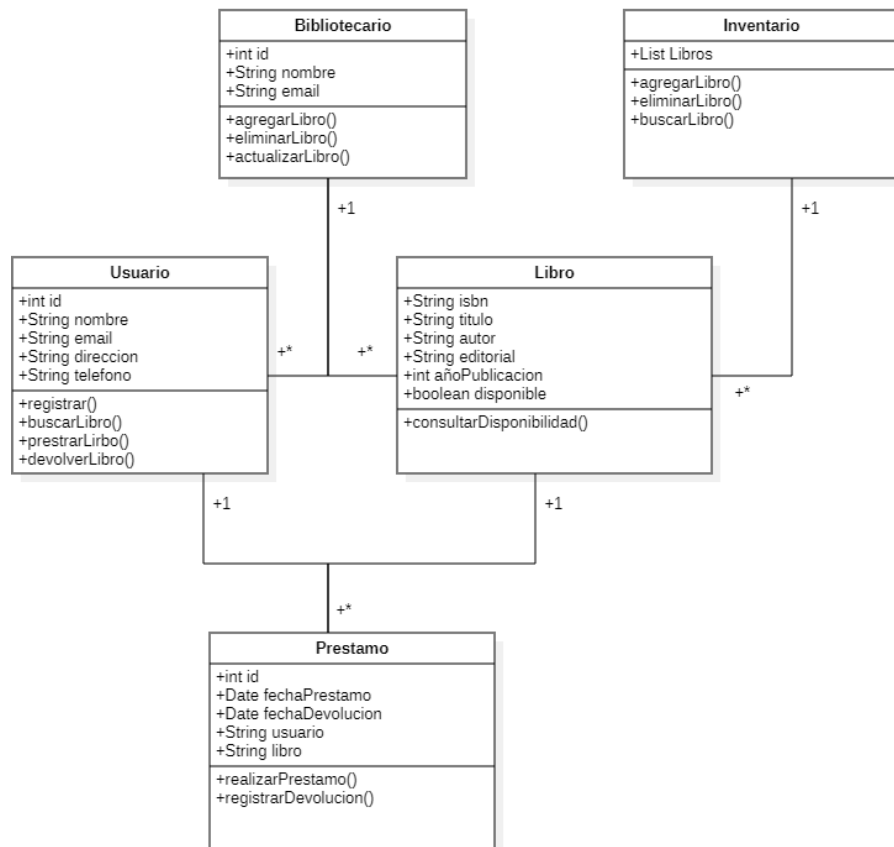 Bibliotecario
+int id
+String nombre
+String email
+agregarLibro()
+eliminarLibro()
+actualizarLibro()
+1
Inventario
+List Libros
+agregarLibro()
+eliminarLibro()
+buscarLibro()
+1
Usuario
+int id
+String nombre
+String email
+String direccion
+String telefono
+registrar()
+buscarLibro()
+prestrarLirbo()
+devolverLibro()
+*
+*
Libro
+String isbn
+String titulo
+String autor
+String editorial
+int añoPublicacion
+boolean disponible
+consultarDisponibilidad()
+*
+1
+1
+*
Prestamo
+int id
+Date fechaPrestamo
+Date fechaDevolucion
+String usuario
+String libro
+realizarPrestamo()
+registrarDevolucion()